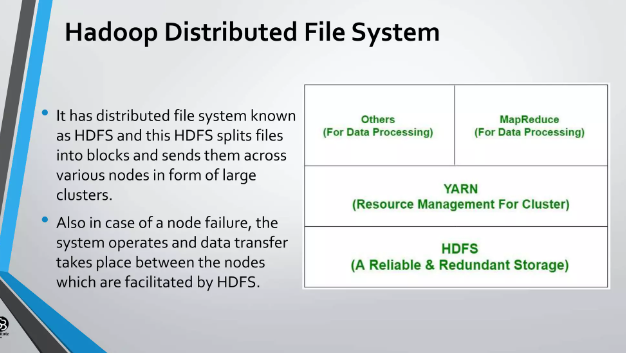 Hadoop Distributed File System
• It has distributed file system known
as HDFS and this HDFS splits files
into blocks and sends them across
various nodes in form of large
clusters.
• Also in case of a node failure, the
system operates and data transfer
takes place between the nodes
which are facilitated by HDFS.
Others
(For Data Processing)
MapReduce
(For Data Processing)
YARN
(Resource Management For Cluster)
HDFS
(A Reliable & Redundant Storage)